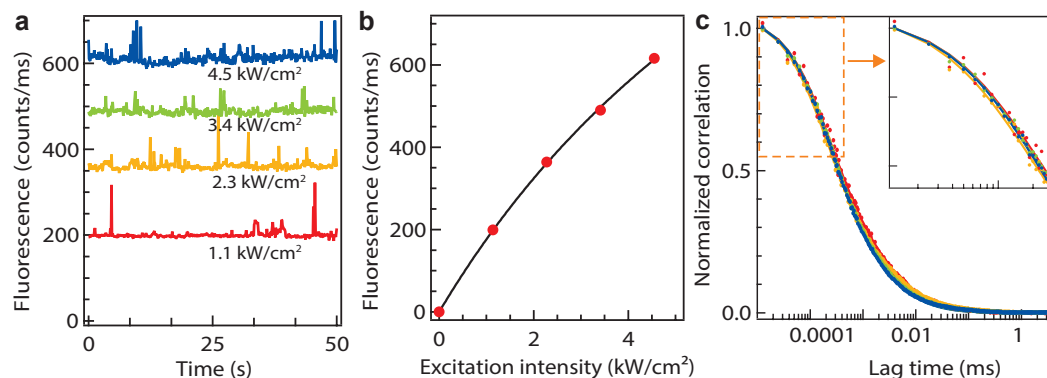 a
Fluorescence (counts/ms)
600
400
200
0
4.5 kW/cm²
3.4 kW/cm²
2.3 kW/cm²
1.1 kW/cm²
0
25
50
Time (s)
b
Fluorescence (counts/ms)
600
400
200
0
0
2
4
Excitation intensity (kW/cm²)
c
Normalized correlation
1.0
0.5
0.0
0.0001
0.01
1
Lag time (ms)